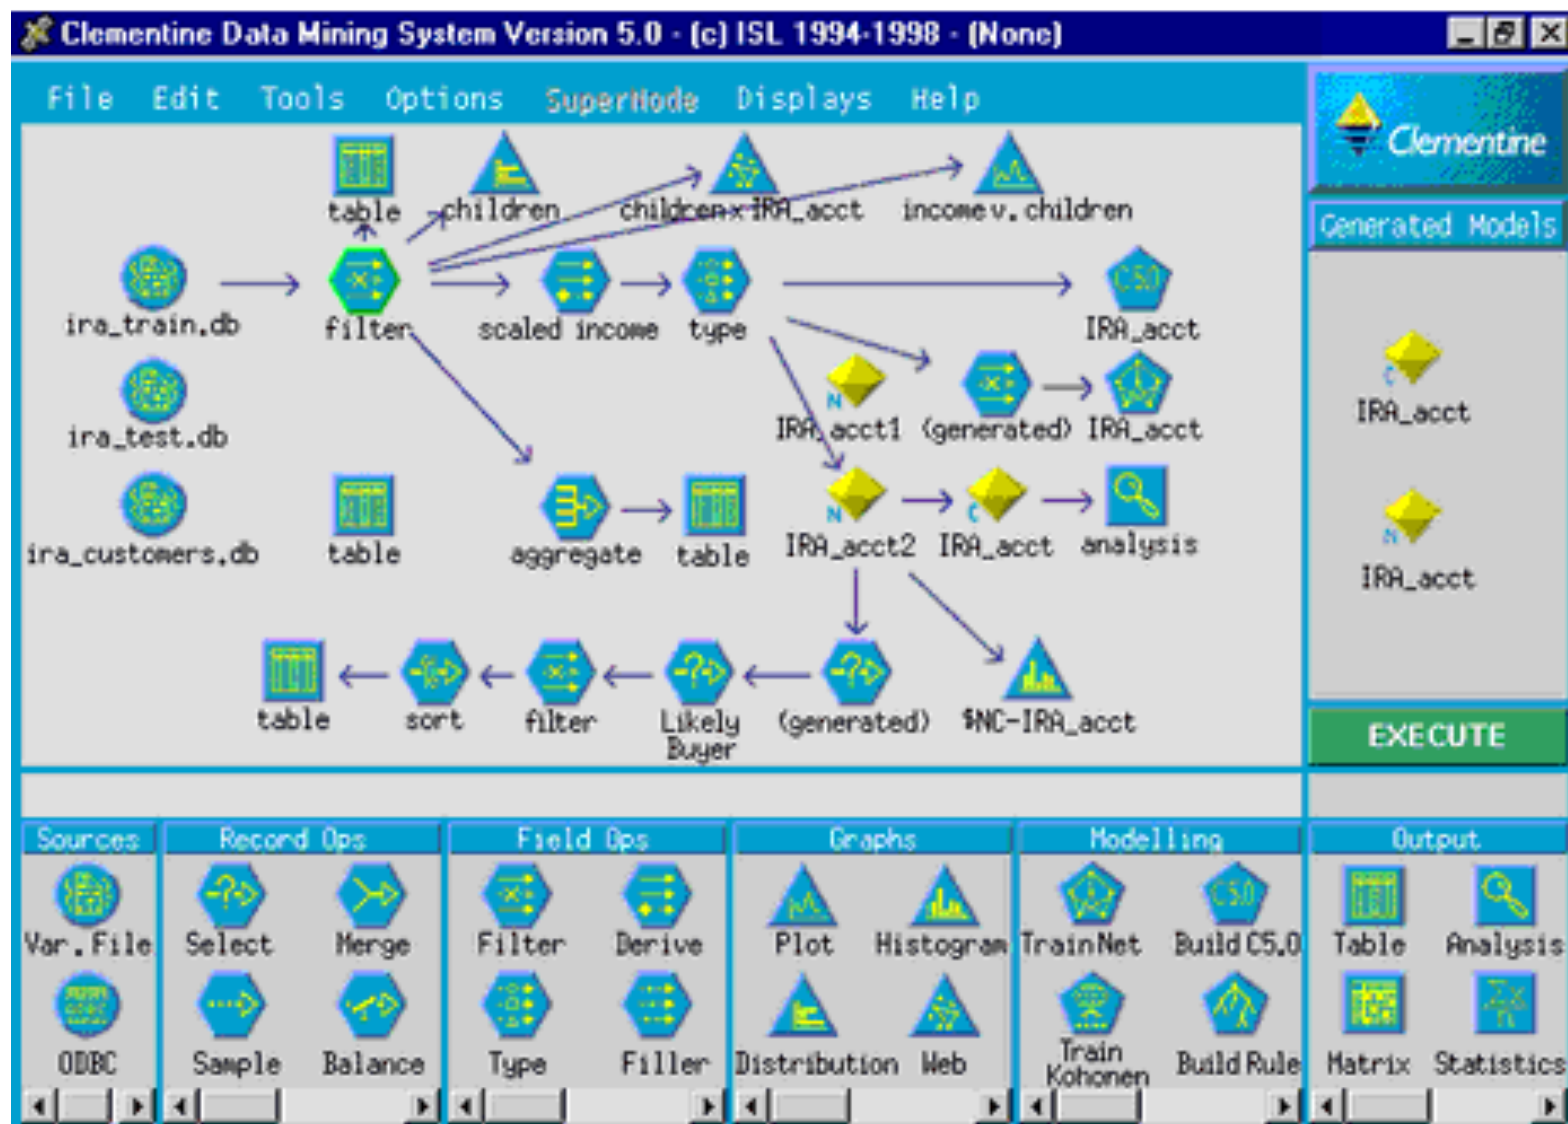 Clementine Data Mining System Version 5.0 - (c) ISL 1994-1998 - (None)
File Edit Tools Options SuperNode Displays Help
Clementine
Generated Models
table children children x IRA_acct income v. children
ira_train.db filter scaled income type IRA_acct
C5.0
ira_test.db IRA_acct1 (generated) IRA_acct
N
IRA_acct
C
ira_customers.db table aggregate table IRA_acct2 IRA_acct analysis
N C
IRA_acct
N
table sort filter Likely Buyer (generated) $NC-IRA_acct
EXECUTE
Sources Record Ops Field Ops Graphs Modelling Output
Var. File Select Merge Filter Derive Plot Histogram Train Net Build C5.0 Table Analysis
C5.0
ODBC Sample Balance Type Filler Distribution Web Train Kohonen Build Rule Matrix Statistics